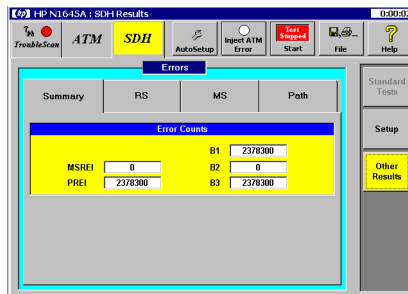 hp HP N1645A : SDH Results 0:00:0
TroubleScan
ATM
SDH
AutoSetup
Inject ATM
Error
Test
Stopped
Start
File
Help
Errors
Summary RS MS Path
Error Counts
B1 2378300
MSREI 0 B2 0
PREI 2378300 B3 2378300
Standard
Tests
Setup
Other
Results